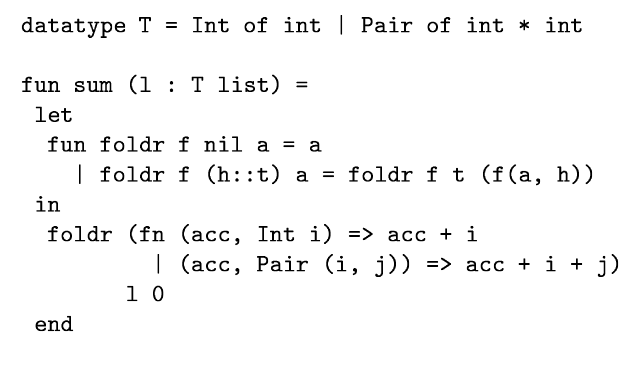 datatype T = Int of int | Pair of int * int
fun sum (l : T list) =
let
fun foldr f nil a = a
| foldr f (h::t) a = foldr f t (f(a, h))
in
foldr (fn (acc, Int i) => acc + i
| (acc, Pair (i, j)) => acc + i + j)
l 0
end